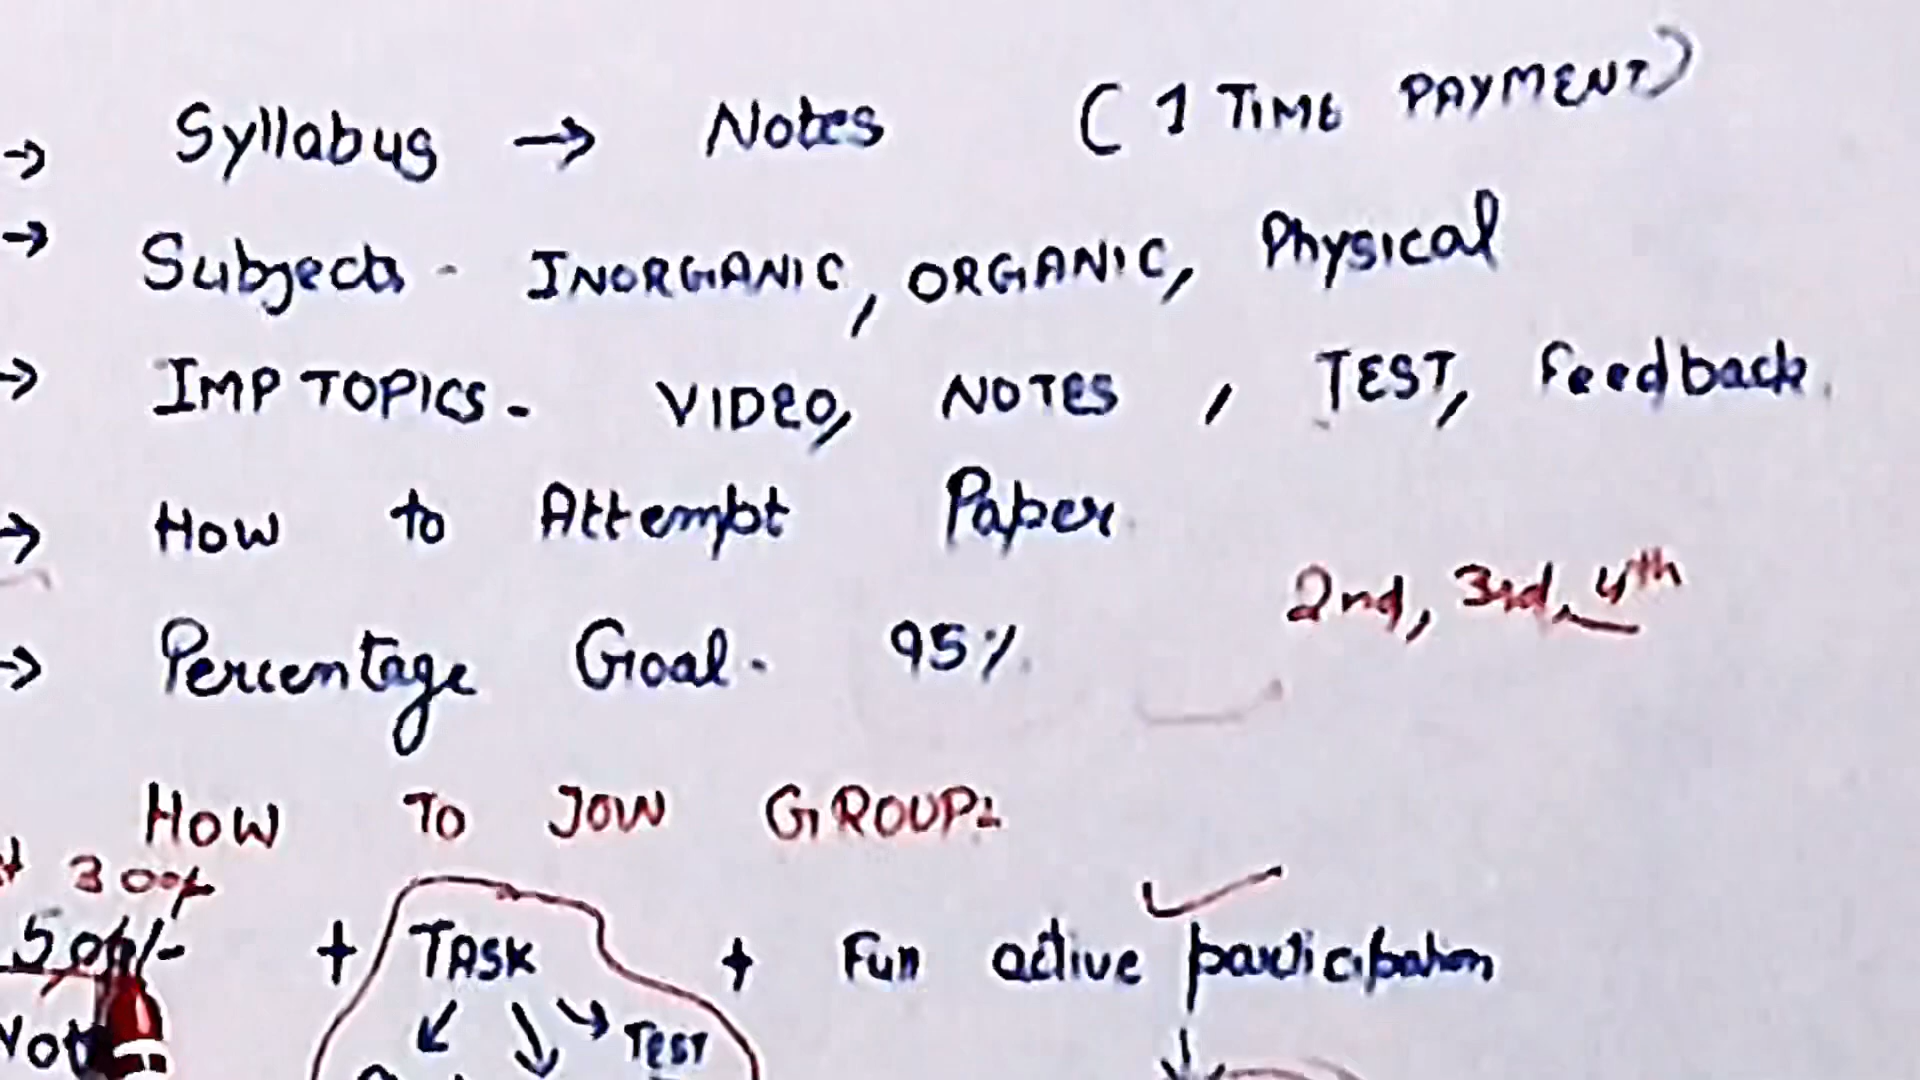 → Syllabus → Notes (1 TIME PAYMENT)
→ Subjects - INORGANIC, ORGANIC, Physical
→ IMP TOPICS - VIDEO, NOTES, TEST, Feedback.
→ HOW to Attempt Paper
2nd, 3rd, 4th
→ Percentage Goal - 95%
HOW TO JOIN GROUP:
300/-
500/- + TASK + Fun active participation
↙ ↘ → TEST